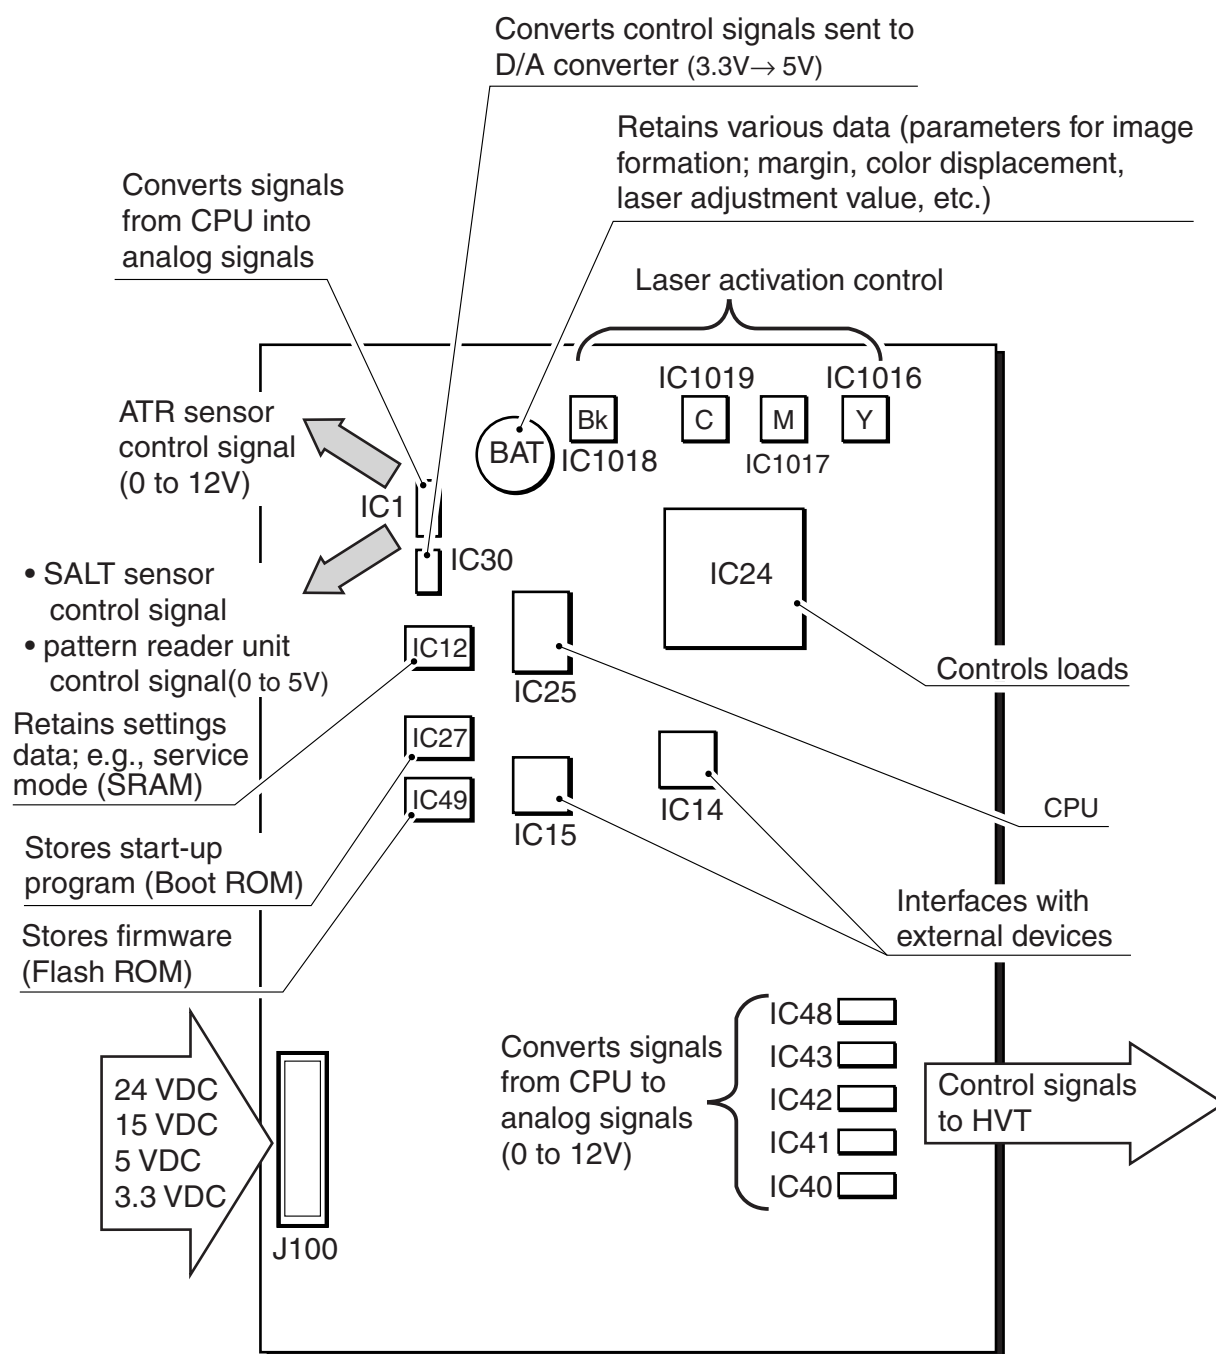 Converts control signals sent to
D/A converter (3.3V→ 5V)
Retains various data (parameters for image
formation; margin, color displacement,
laser adjustment value, etc.)
Converts signals
from CPU into
analog signals
Laser activation control
IC1019
IC1016
Bk
C
M
Y
IC1018
IC1017
BAT
ATR sensor
control signal
(0 to 12V)
IC1
IC30
IC24
• SALT sensor
control signal
• pattern reader unit
control signal(0 to 5V)
IC12
IC25
Controls loads
Retains settings
data; e.g., service
mode (SRAM)
IC27
IC49
IC15
IC14
CPU
Stores start-up
program (Boot ROM)
Stores firmware
(Flash ROM)
Interfaces with
external devices
24 VDC
15 VDC
5 VDC
3.3 VDC
J100
Converts signals
from CPU to
analog signals
(0 to 12V)
IC48
IC43
IC42
IC41
IC40
Control signals
to HVT